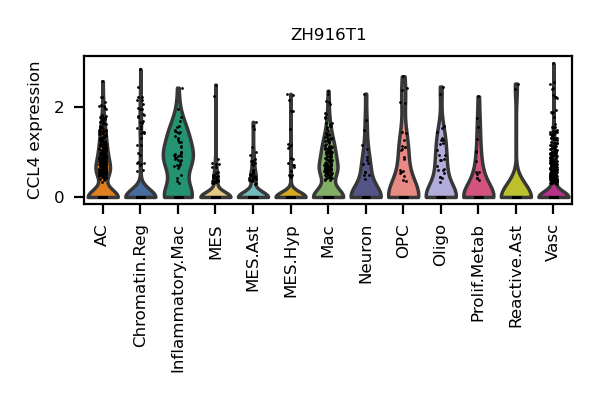 ZH916T1
CCL4 expression
2
0
AC
Chromatin.Reg
Inflammatory.Mac
MES
MES.Ast
MES.Hyp
Mac
Neuron
OPC
Oligo
Prolif.Metab
Reactive.Ast
Vasc